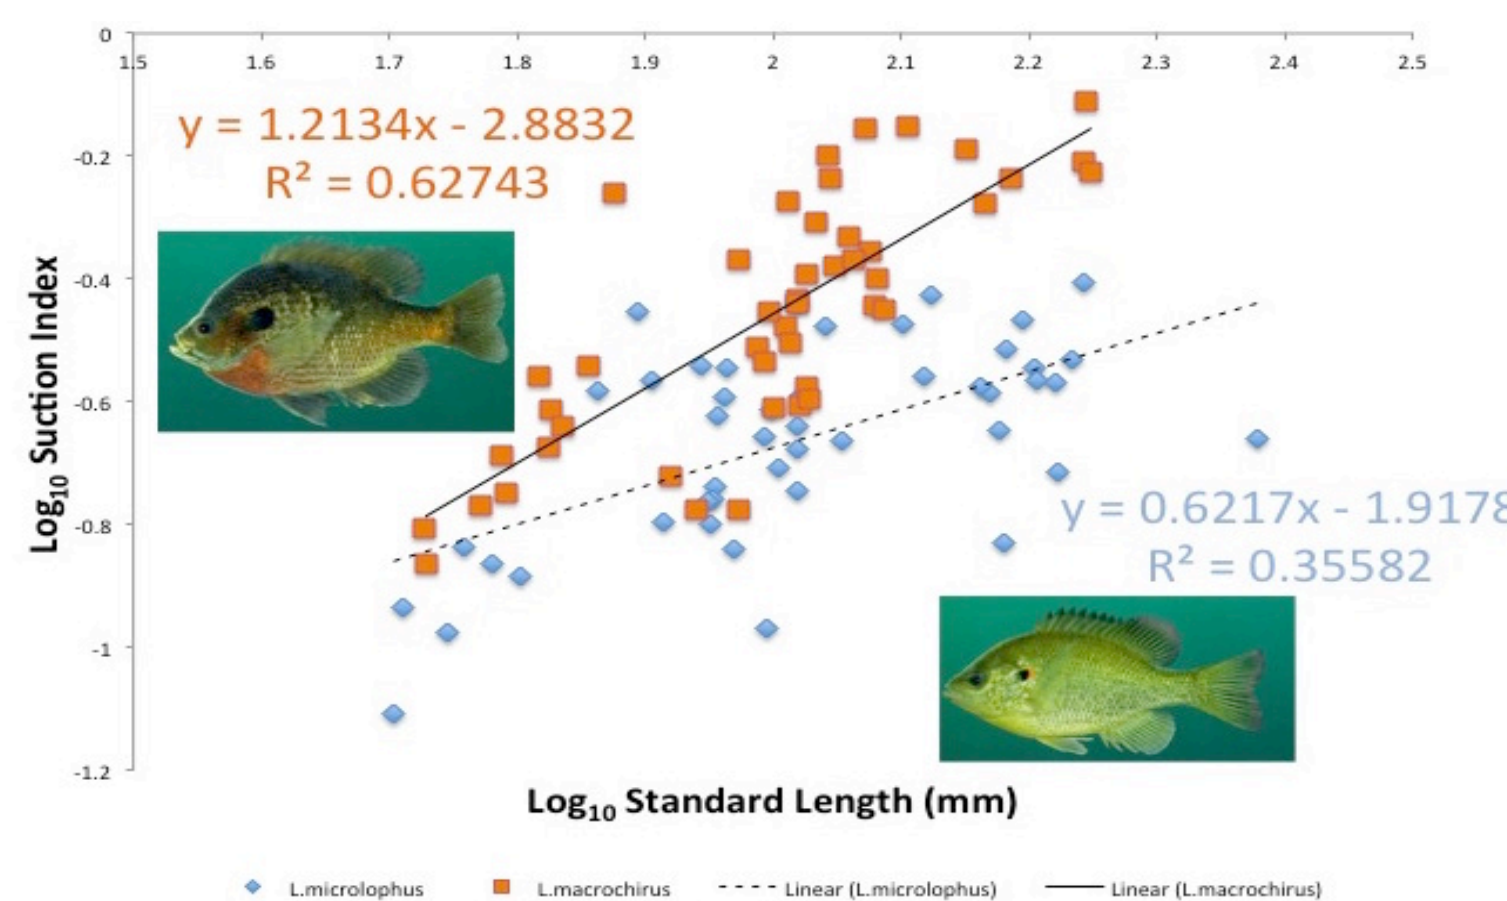 0
1.5 1.6 1.7 1.8 1.9 2 2.1 2.2 2.3 2.4 2.5
y = 1.2134x - 2.8832
R² = 0.62743
-0.2
-0.4
-0.6
-0.8
-1
-1.2
Log₁₀ Suction Index
y = 0.6217x - 1.9178
R² = 0.35582
Log₁₀ Standard Length (mm)
L.microlophus L.macrochirus Linear (L.microlophus) Linear (L.macrochirus)